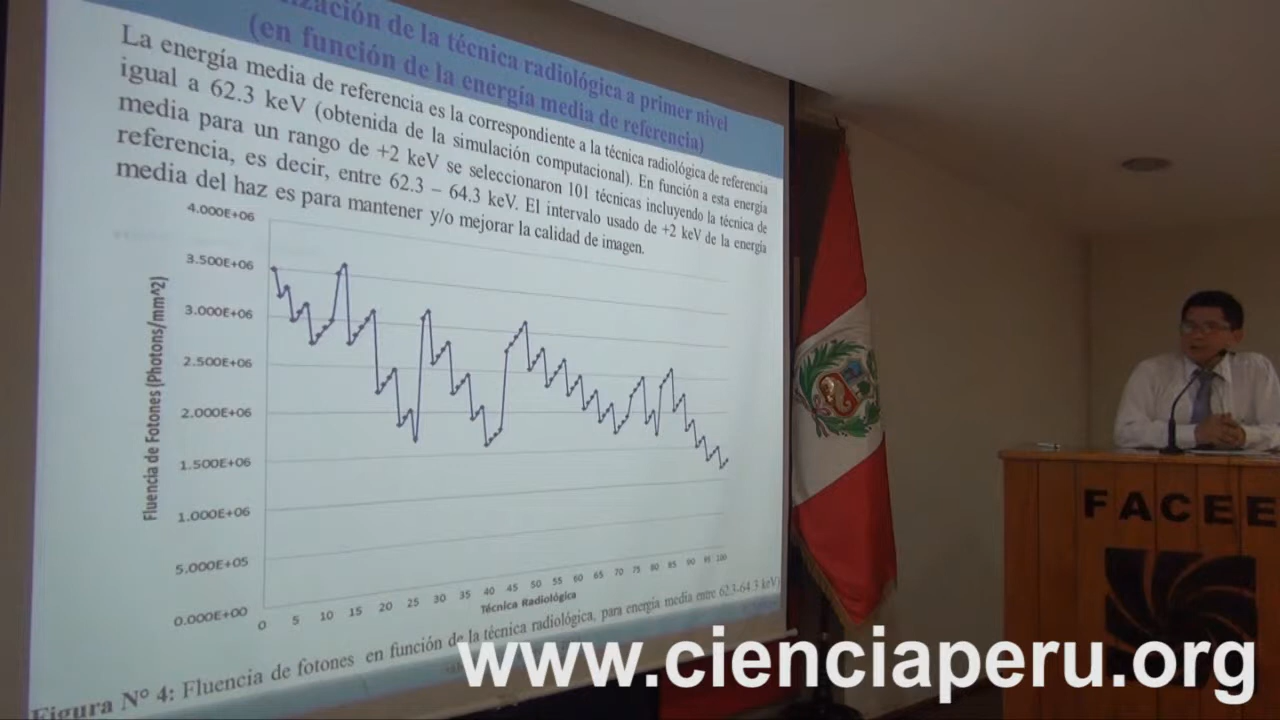 ización de la técnica radiológica a primer nivel
(en función de la energía media de referencia)
La energía media de referencia es la correspondiente a la técnica radiológica de referencia
igual a 62.3 keV (obtenida de la simulación computacional). En función a esta energía
media para un rango de +2 keV se seleccionaron 101 técnicas incluyendo la técnica de
referencia, es decir, entre 62.3 – 64.3 keV. El intervalo usado de +2 keV de la energía
media del haz es para mantener y/o mejorar la calidad de imagen.
Fluencia de Fotones (Photons/mm^2)
4.000E+06
3.500E+06
3.000E+06
2.500E+06
2.000E+06
1.500E+06
1.000E+06
5.000E+05
0.000E+00
0 5 10 15 20 25 30 35 40 45 50 55 60 65 70 75 80 85 90 95 100
Técnica Radiológica
Figura Nº 4: Fluencia de fotones en función de la técnica radiológica, para energía media entre 62.3-64.3 keV)
FACEE
www.cienciaperu.org